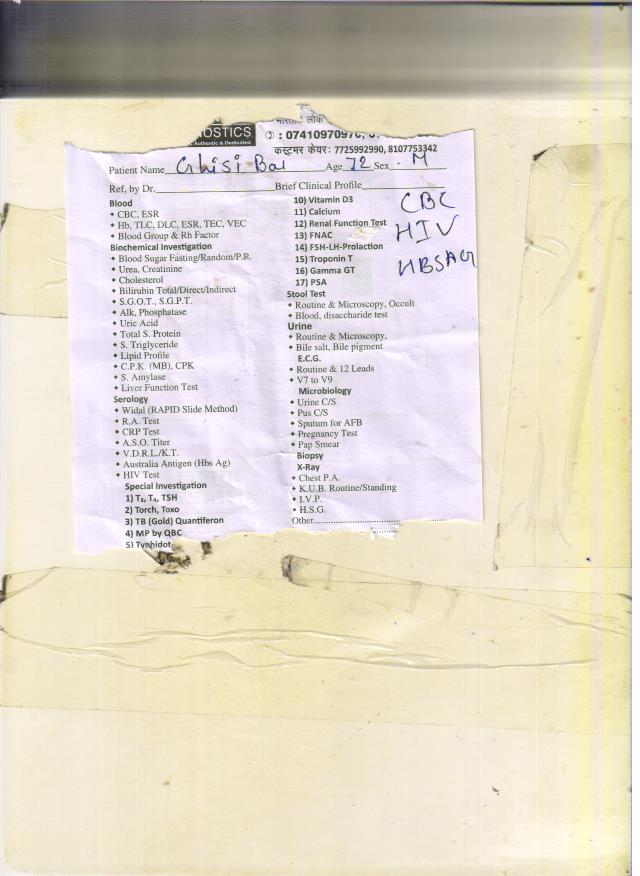 OSTICS
Authentic & Dedicated
: 07410970970,
कस्टमर केयर: 7725992990, 8107753342
Patient Name Ghisi Bai Age 72 Sex . M
Ref, by Dr. Brief Clinical Profile
Blood
CBC, ESR
Hb, TLC, DLC, ESR, TEC, VEC
Blood Group & Rh Factor
Biochemical Investigation
Blood Sugar Fasting/Random/P.P.
Urea, Creatinine
Cholesterol
Bilirubin Total/Direct/Indirect
S.G.O.T., S.G.P.T.
Alk, Phosphatase
Uric Acid
Total S. Protein
S. Triglyceride
Lipid Profile
C.P.K. (MB), CPK
S. Amylase
Liver Function Test
Serology
Widal (RAPID Slide Method)
R.A. Test
CRP Test
A.S.O. Titer
V.D.R.L./K.T.
Australia Antigen (Hbs Ag)
HIV Test
Special Investigation
1) T₃, T₄, TSH
2) Torch, Toxo
3) TB (Gold) Quantiferon
4) MP by QBC
5) Typhidot
10) Vitamin D3
11) Calcium
12) Renal Function Test
13) FNAC
14) FSH-LH-Prolaction
15) Troponin T
16) Gamma GT
17) PSA
Stool Test
Routine & Microscopy, Occult
Blood, disaccharide test
Urine
Routine & Microscopy,
Bile salt, Bile pigment
E.C.G.
Routine & 12 Leads
V7 to V9
Microbiology
Urine C/S
Pus C/S
Sputum for AFB
Pregnancy Test
Pap Smear
Biopsy
X-Ray
Chest P.A.
K.U.B. Routine/Standing
I.V.P.
H.S.G.
Other
CBC
HIV
HBSAG